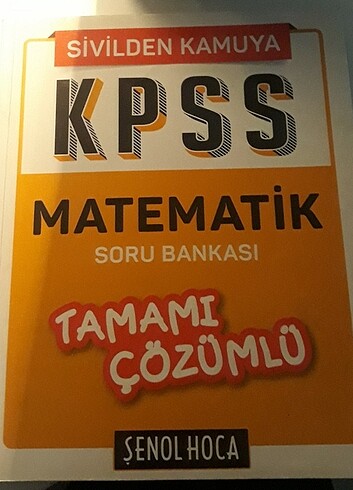 SİVİLDEN KAMUYA
KPSS
MATEMATİK
SORU BANKASI
TAMAMI
ÇÖZÜMLÜ
ŞENOL HOCA